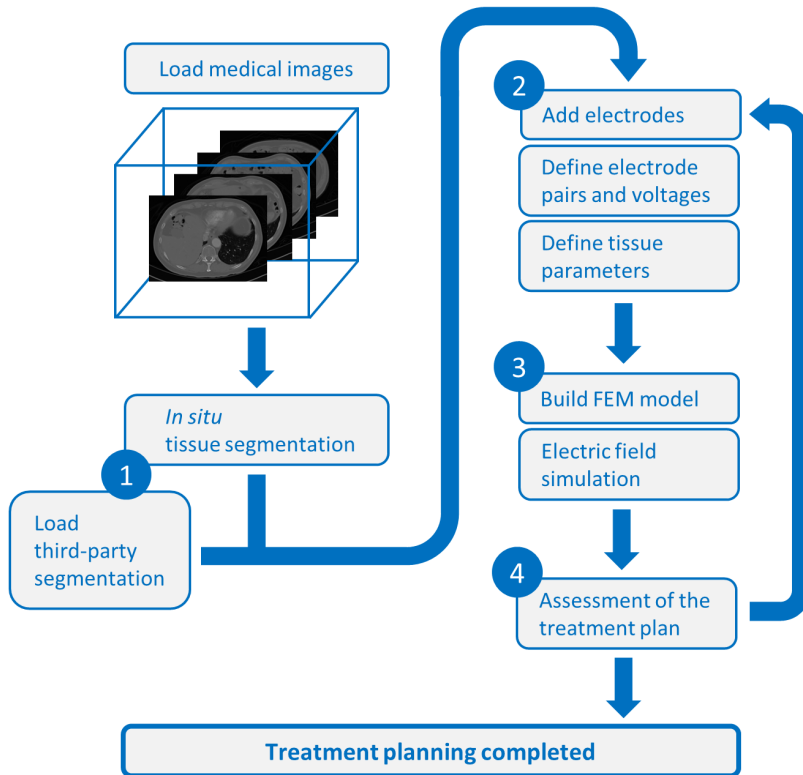 Load medical images
In situ
tissue segmentation
1
Load
third-party
segmentation
2
Add electrodes
Define electrode
pairs and voltages
Define tissue
parameters
3
Build FEM model
Electric field
simulation
4
Assessment of the
treatment plan
Treatment planning completed